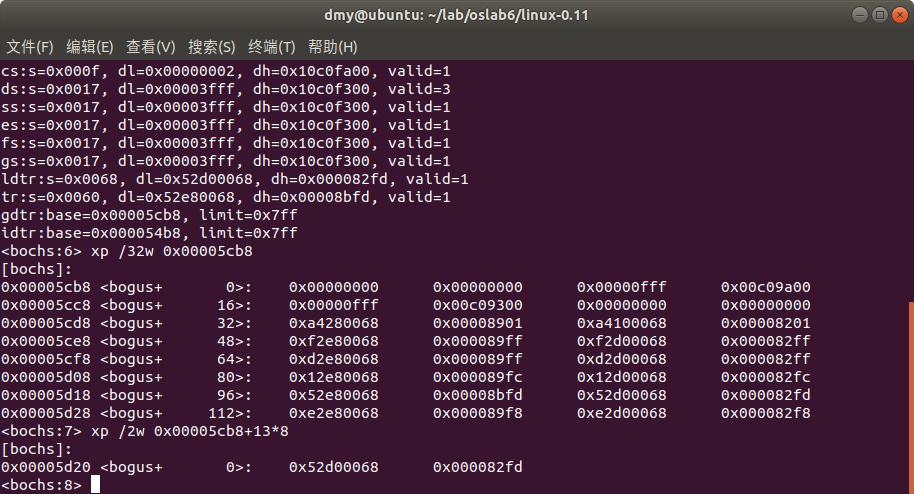 dmy@ubuntu: ~/lab/oslab6/linux-0.11
文件(F) 编辑(E) 查看(V) 搜索(S) 终端(T) 帮助(H)
cs:s=0x000f, dl=0x00000002, dh=0x10c0fa00, valid=1
ds:s=0x0017, dl=0x00003fff, dh=0x10c0f300, valid=3
ss:s=0x0017, dl=0x00003fff, dh=0x10c0f300, valid=1
es:s=0x0017, dl=0x00003fff, dh=0x10c0f300, valid=1
fs:s=0x0017, dl=0x00003fff, dh=0x10c0f300, valid=1
gs:s=0x0017, dl=0x00003fff, dh=0x10c0f300, valid=1
ldtr:s=0x0068, dl=0x52d00068, dh=0x000082fd, valid=1
tr:s=0x0060, dl=0x52e80068, dh=0x00008bfd, valid=1
gdtr:base=0x00005cb8, limit=0x7ff
idtr:base=0x000054b8, limit=0x7ff
<bochs:6> xp /32w 0x00005cb8
[bochs]:
0x00005cb8 <bogus+       0>:    0x00000000      0x00000000      0x00000fff      0x00c09a00
0x00005cc8 <bogus+      16>:    0x00000fff      0x00c09300      0x00000000      0x00000000
0x00005cd8 <bogus+      32>:    0xa4280068      0x00008901      0xa4100068      0x00008201
0x00005ce8 <bogus+      48>:    0xf2e80068      0x000089ff      0xf2d00068      0x000082ff
0x00005cf8 <bogus+      64>:    0xd2e80068      0x000089ff      0xd2d00068      0x000082ff
0x00005d08 <bogus+      80>:    0x12e80068      0x000089fc      0x12d00068      0x000082fc
0x00005d18 <bogus+      96>:    0x52e80068      0x00008bfd      0x52d00068      0x000082fd
0x00005d28 <bogus+     112>:    0xe2e80068      0x000089f8      0xe2d00068      0x000082f8
<bochs:7> xp /2w 0x00005cb8+13*8
[bochs]:
0x00005d20 <bogus+       0>:    0x52d00068      0x000082fd
<bochs:8>